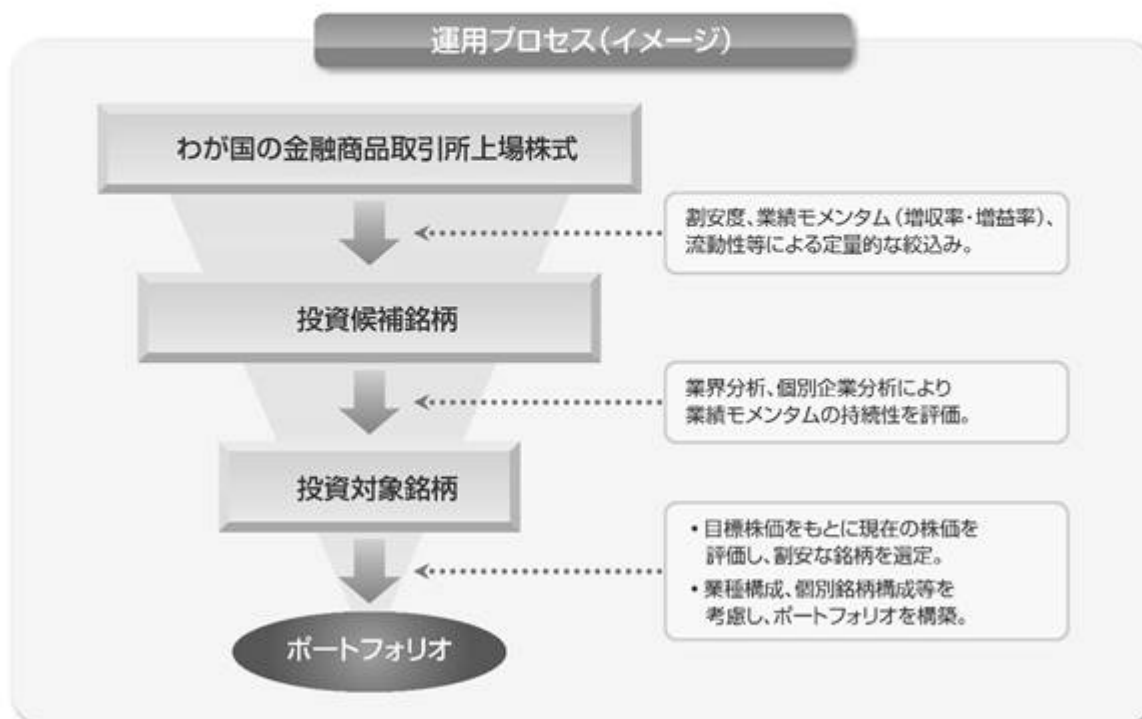 運用プロセス(イメージ)
わが国の金融商品取引所上場株式
割安度、業績モメンタム(増収率・増益率)、
流動性等による定量的な絞込み。
投資候補銘柄
業界分析、個別企業分析により
業績モメンタムの持続性を評価。
投資対象銘柄
・目標株価をもとに現在の株価を
評価し、割安な銘柄を選定。
・業種構成、個別銘柄構成等を
考慮し、ポートフォリオを構築。
ポートフォリオ